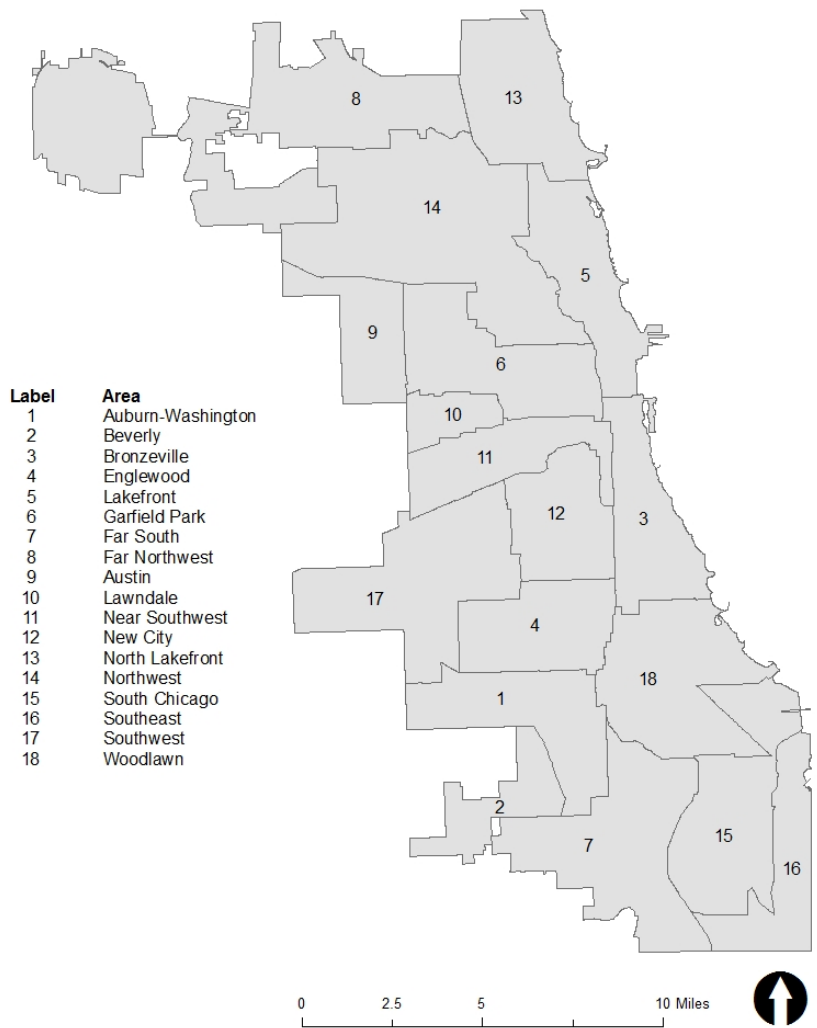 8
13
14
5
9
6
Label Area
1 Auburn-Washington
2 Beverly
3 Bronzeville
4 Englewood
5 Lakefront
6 Garfield Park
7 Far South
8 Far Northwest
9 Austin
10 Lawndale
11 Near Southwest
12 New City
13 North Lakefront
14 Northwest
15 South Chicago
16 Southeast
17 Southwest
18 Woodlawn
10
11
12
3
17
4
18
1
2
15
7
16
0 2.5 5 10 Miles